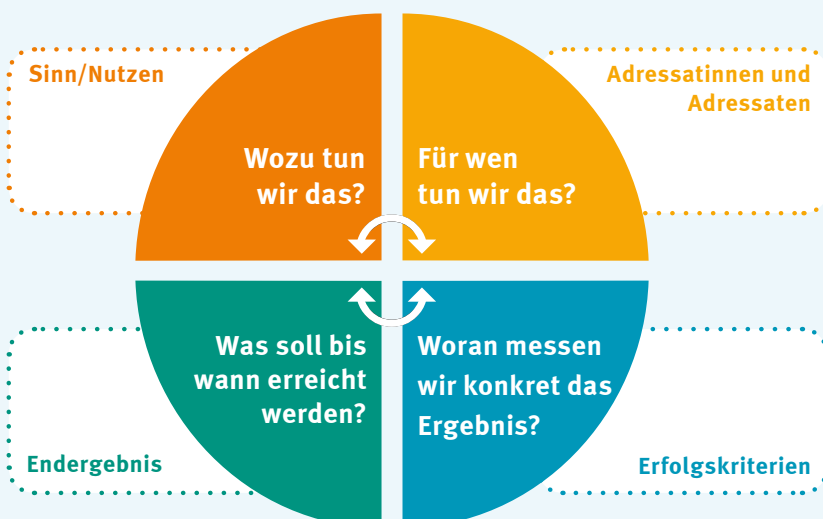 Sinn/Nutzen
Wozu tun
wir das?
Für wen
tun wir das?
Adressatinnen und
Adressaten
Was soll bis
wann erreicht
werden?
Endergebnis
Woran messen
wir konkret das
Ergebnis?
Erfolgskriterien